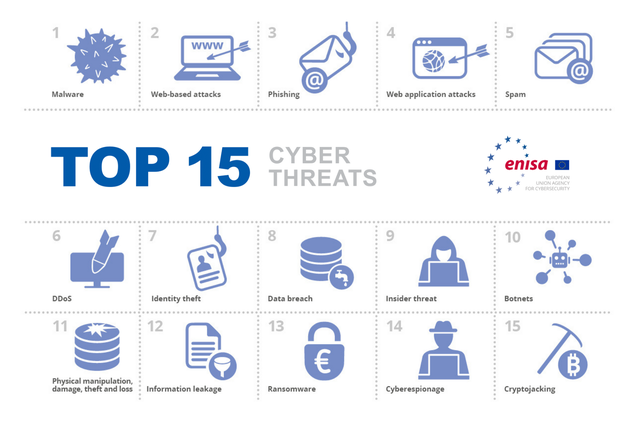 1
Malware
2
WWW
Web-based attacks
3
@
Phishing
4
Web application attacks
5
@
Spam
TOP 15
CYBER
THREATS
enisa
EUROPEAN
UNION AGENCY
FOR CYBERSECURITY
6
DDoS
7
Identity theft
8
Data breach
9
Insider threat
10
Botnets
11
Physical manipulation,
damage, theft and loss
12
Information leakage
13
€
Ransomware
14
Cyberespionage
15
₿
Cryptojacking